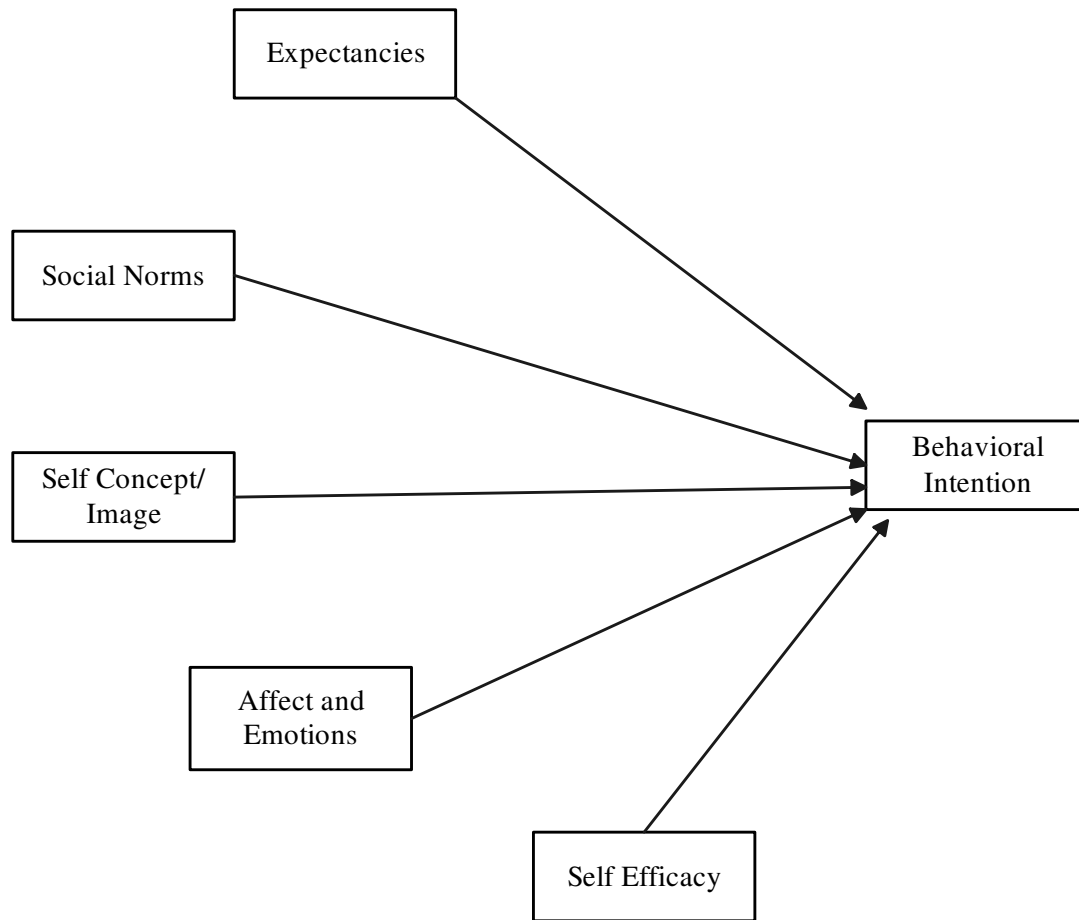 Expectancies
Social Norms
Behavioral
Intention
Self Concept/
Image
Affect and
Emotions
Self Efficacy